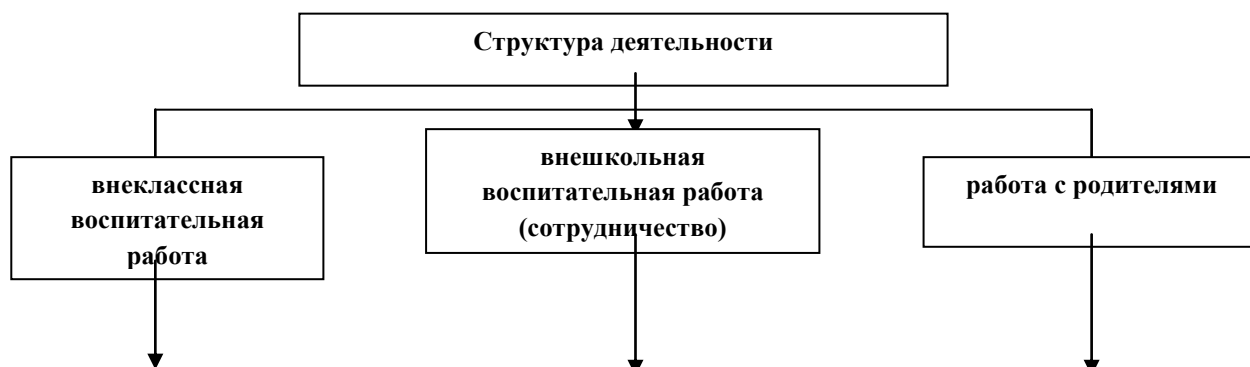 Структура деятельности
внеклассная
воспитательная
работа
внешкольная
воспитательная работа
(сотрудничество)
работа с родителями